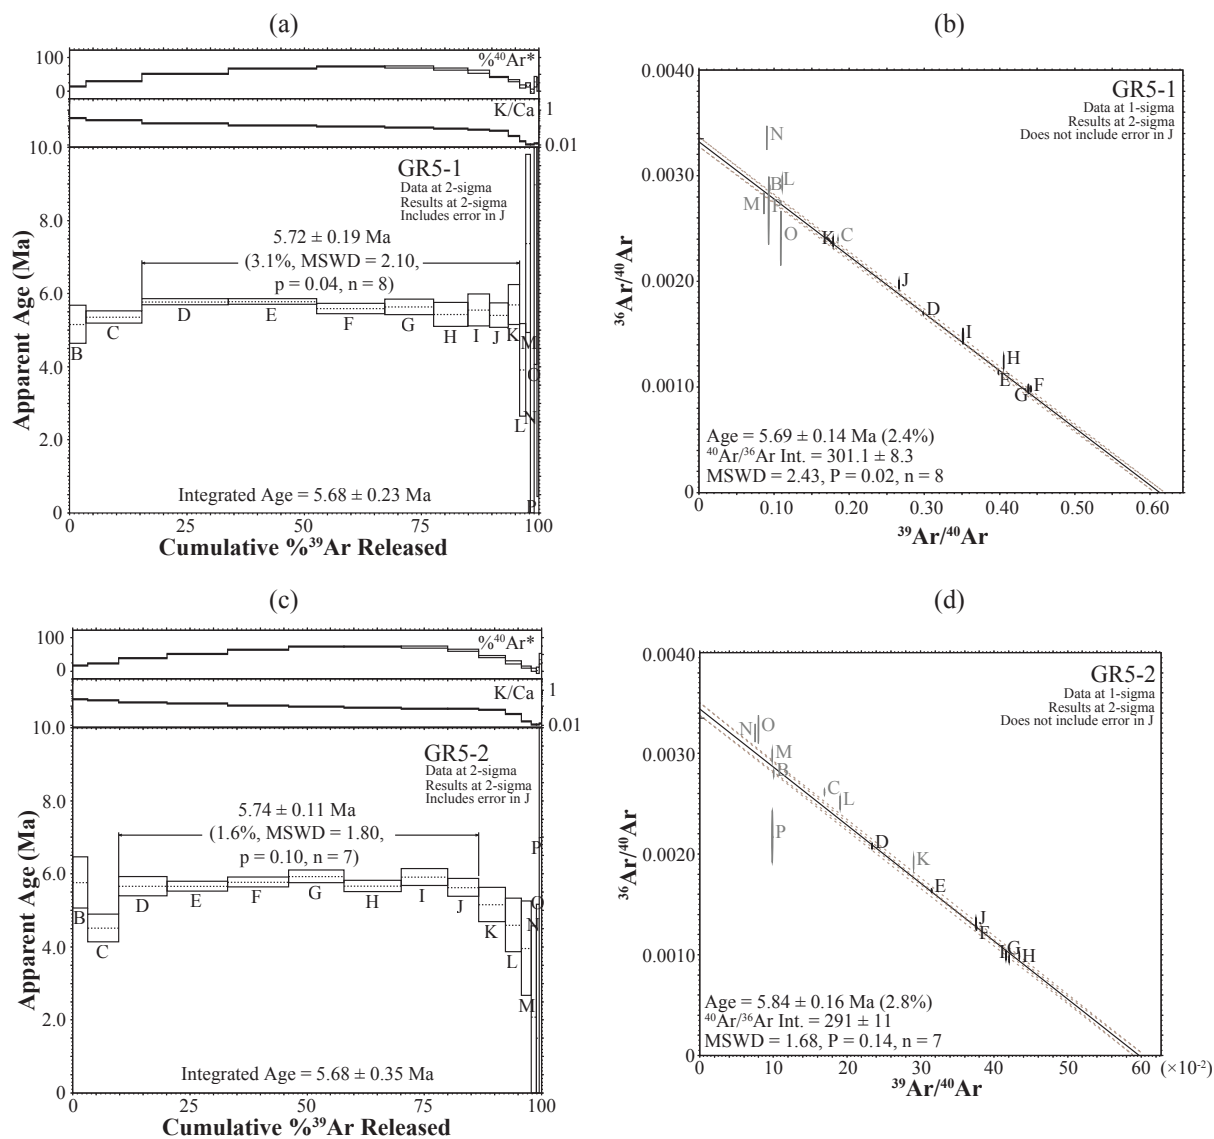 (a)
%⁴⁰Ar*
100
0
K/Ca
1
0.01
10.0
8.0
6.0
4.0
2.0
0
Apparent Age (Ma)
GR5-1
Data at 2-sigma
Results at 2-sigma
Includes error in J
5.72 ± 0.19 Ma
(3.1%, MSWD = 2.10,
p = 0.04, n = 8)
B
C
D
E
F
G
H
I
J
K
L
M
N
O
P
Integrated Age = 5.68 ± 0.23 Ma
0 25 50 75 100
Cumulative %³⁹Ar Released
(b)
0.0040
0.0030
0.0020
0.0010
0
³⁶Ar/⁴⁰Ar
GR5-1
Data at 1-sigma
Results at 2-sigma
Does not include error in J
N
B
L
M
P
O
K
C
J
D
I
H
E
F
G
Age = 5.69 ± 0.14 Ma (2.4%)
⁴⁰Ar/³⁶Ar Int. = 301.1 ± 8.3
MSWD = 2.43, P = 0.02, n = 8
0 0.10 0.20 0.30 0.40 0.50 0.60
³⁹Ar/⁴⁰Ar
(c)
%⁴⁰Ar*
100
0
K/Ca
1
0.01
10.0
8.0
6.0
4.0
2.0
0
Apparent Age (Ma)
GR5-2
Data at 2-sigma
Results at 2-sigma
Includes error in J
5.74 ± 0.11 Ma
(1.6%, MSWD = 1.80,
p = 0.10, n = 7)
B
C
D
E
F
G
H
I
J
K
L
M
N
O
P
Integrated Age = 5.68 ± 0.35 Ma
0 25 50 75 100
Cumulative %³⁹Ar Released
(d)
0.0040
0.0030
0.0020
0.0010
0
³⁶Ar/⁴⁰Ar
GR5-2
Data at 1-sigma
Results at 2-sigma
Does not include error in J
N
O
M
B
C
L
P
D
K
E
J
F
I
G
H
Age = 5.84 ± 0.16 Ma (2.8%)
⁴⁰Ar/³⁶Ar Int. = 291 ± 11
MSWD = 1.68, P = 0.14, n = 7
0 10 20 30 40 50 60 (×10⁻²)
³⁹Ar/⁴⁰Ar